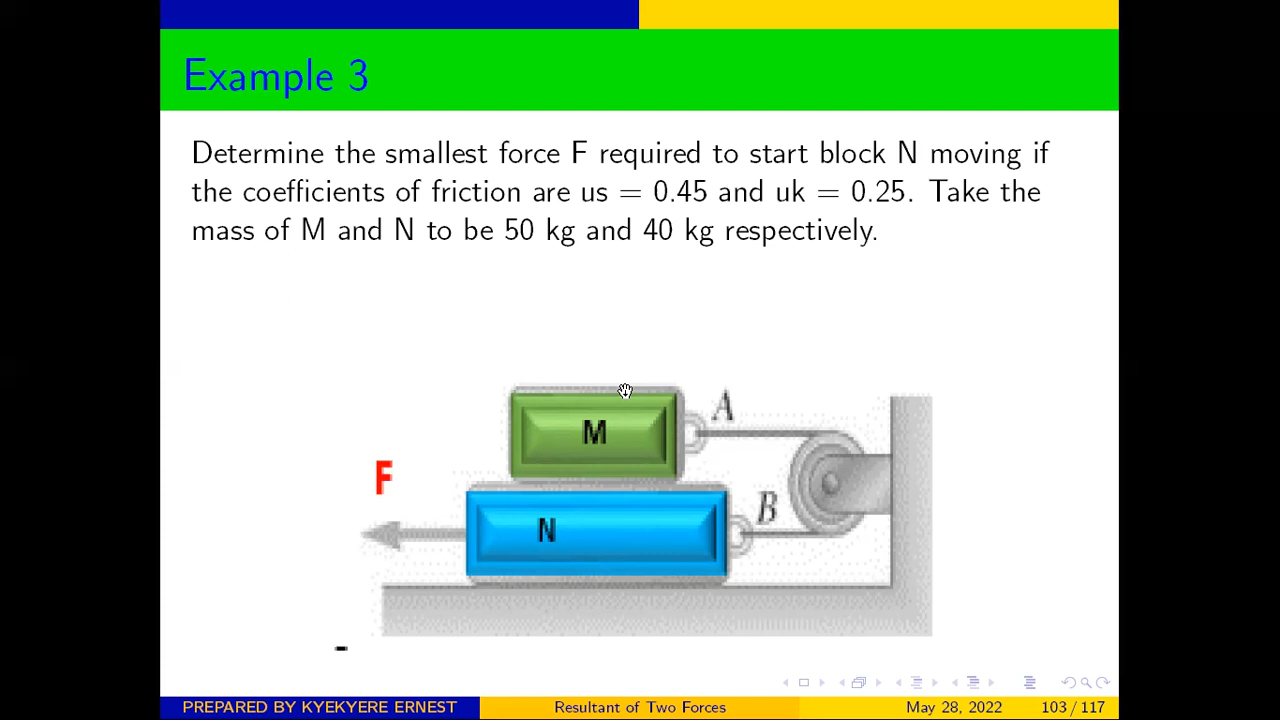 Example 3
Determine the smallest force F required to start block N moving if
the coefficients of friction are us = 0.45 and uk = 0.25. Take the
mass of M and N to be 50 kg and 40 kg respectively.
A
M
F
B
N
PREPARED BY KYEKYERE ERNEST Resultant of Two Forces May 28, 2022 103 / 117